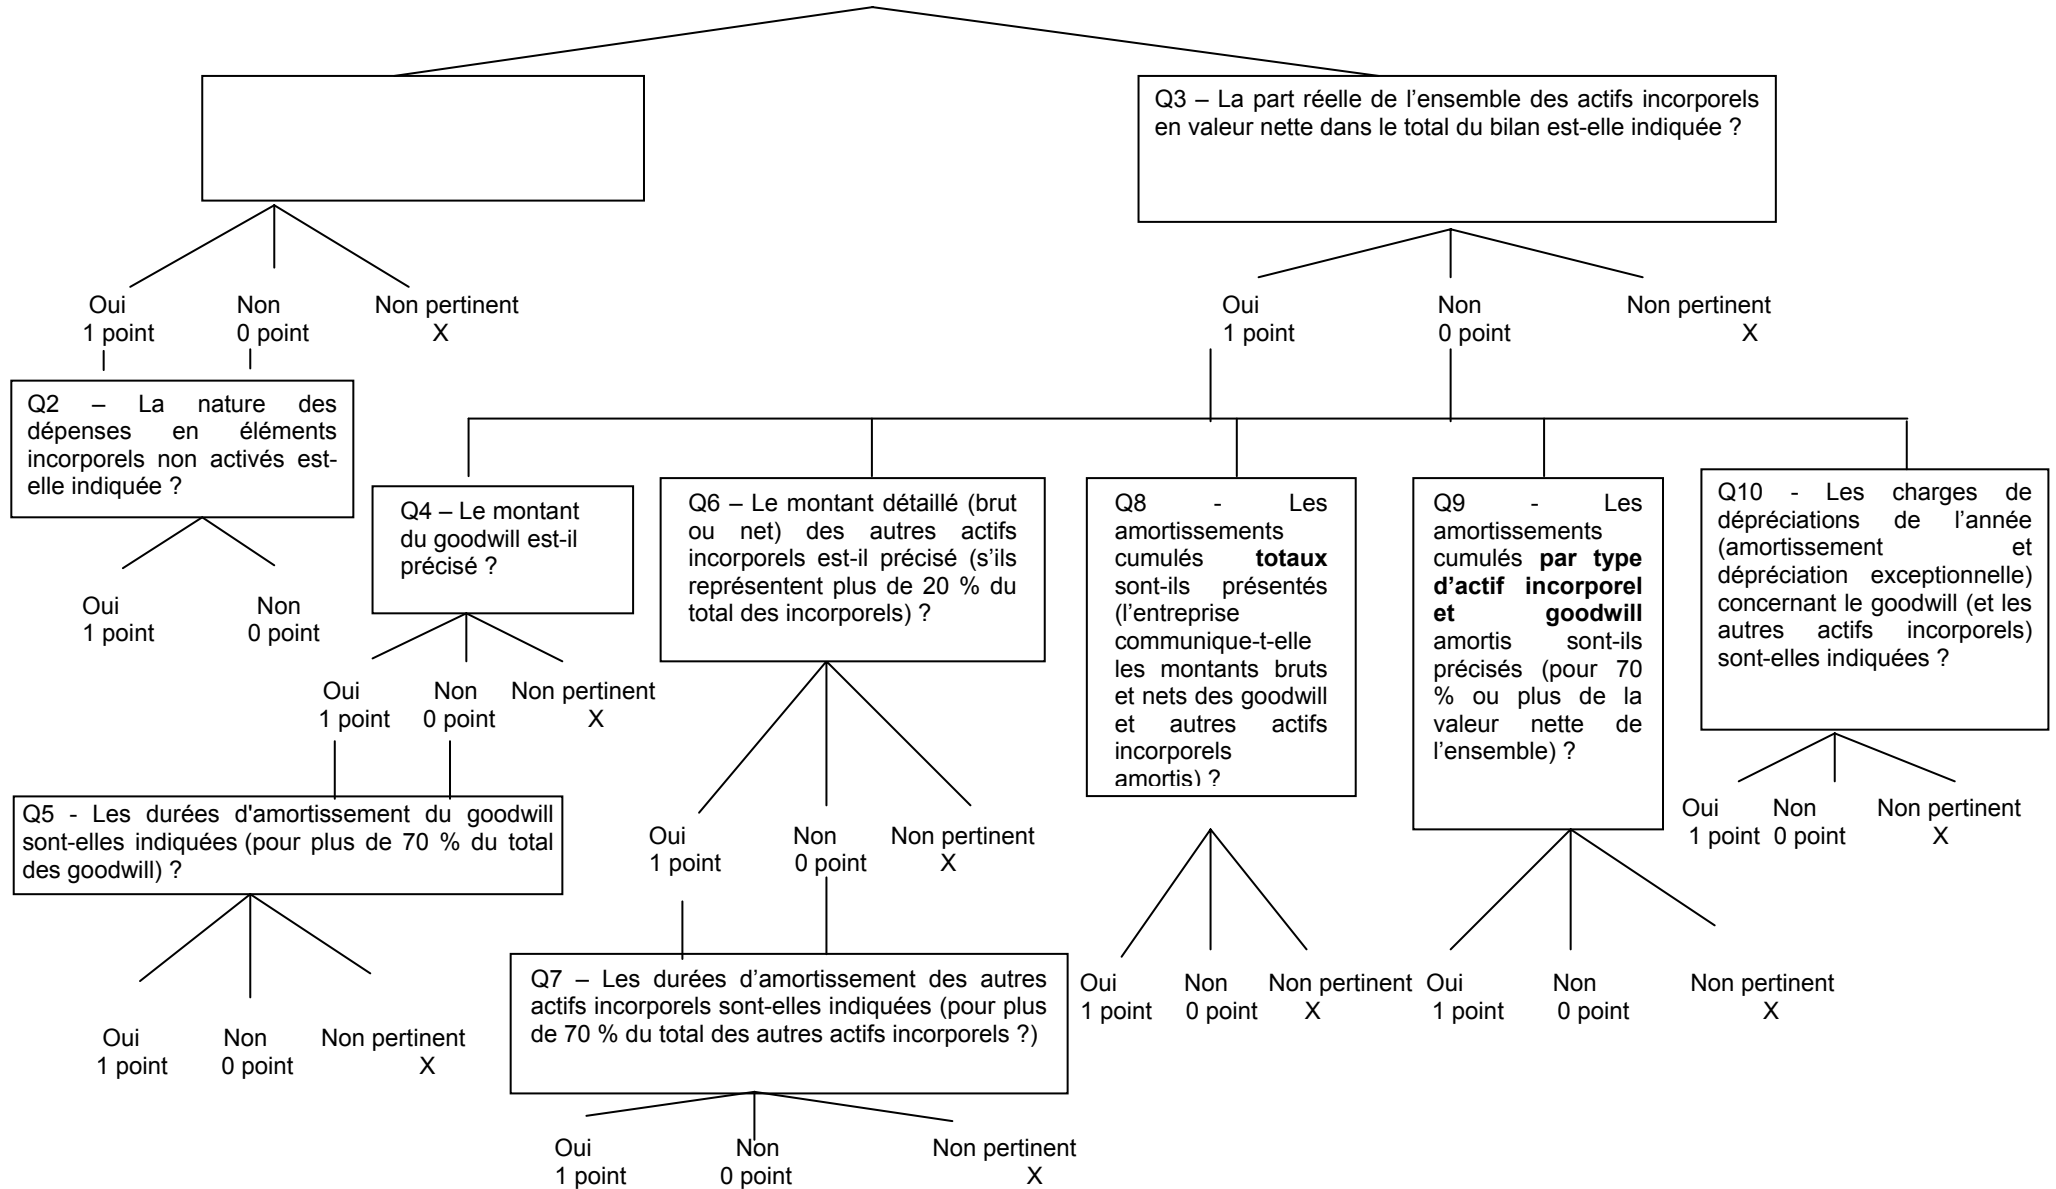 Q3 – La part réelle de l’ensemble des actifs incorporels
en valeur nette dans le total du bilan est-elle indiquée ?
Oui
1 point
Non
0 point
Non pertinent
X
Oui
1 point
Non
0 point
Non pertinent
X
Q2 – La nature des
dépenses en éléments
incorporels non activés est-
elle indiquée ?
Oui
1 point
Non
0 point
Q4 – Le montant
du goodwill est-il
précisé ?
Oui
1 point
Non
0 point
Non pertinent
X
Q5 - Les durées d'amortissement du goodwill
sont-elles indiquées (pour plus de 70 % du total
des goodwill) ?
Oui
1 point
Non
0 point
Non pertinent
X
Q6 – Le montant détaillé (brut
ou net) des autres actifs
incorporels est-il précisé (s’ils
représentent plus de 20 % du
total des incorporels) ?
Oui
1 point
Non
0 point
Non pertinent
X
Q7 – Les durées d’amortissement des autres
actifs incorporels sont-elles indiquées (pour plus
de 70 % du total des autres actifs incorporels ?)
Oui
1 point
Non
0 point
Non pertinent
X
Q8 - Les
amortissements
cumulés totaux
sont-ils présentés
(l’entreprise
communique-t-elle
les montants bruts
et nets des goodwill
et autres actifs
incorporels
amortis) ?
Oui
1 point
Non
0 point
Non pertinent
X
Q9 - Les
amortissements
cumulés par type
d’actif incorporel
et goodwill
amortis sont-ils
précisés (pour 70
% ou plus de la
valeur nette de
l’ensemble) ?
Oui
1 point
Non
0 point
Non pertinent
X
Q10 - Les charges de
dépréciations de l’année
(amortissement et
dépréciation exceptionnelle)
concernant le goodwill (et les
autres actifs incorporels)
sont-elles indiquées ?
Oui
1 point
Non
0 point
Non pertinent
X